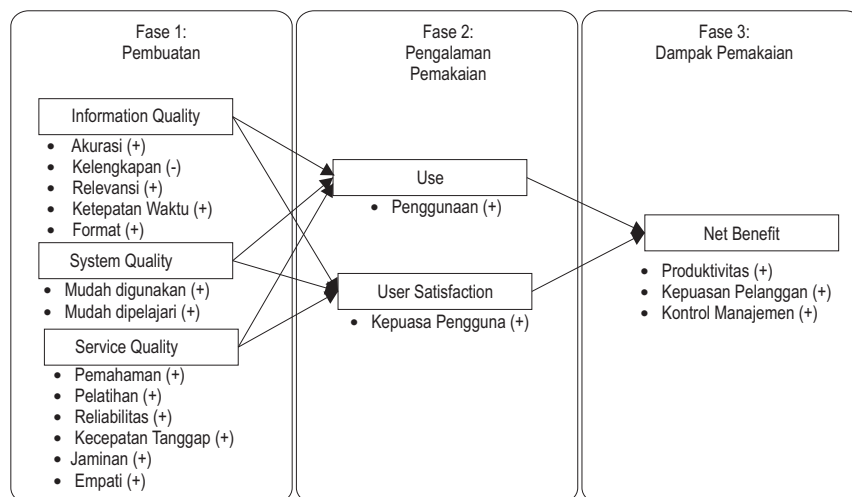 Fase 1:
Pembuatan
Information Quality
• Akurasi (+)
• Kelengkapan (-)
• Relevansi (+)
• Ketepatan Waktu (+)
• Format (+)
System Quality
• Mudah digunakan (+)
• Mudah dipelajari (+)
Service Quality
• Pemahaman (+)
• Pelatihan (+)
• Reliabilitas (+)
• Kecepatan Tanggap (+)
• Jaminan (+)
• Empati (+)
Fase 2:
Pengalaman
Pemakaian
Use
• Penggunaan (+)
User Satisfaction
• Kepuasa Pengguna (+)
Fase 3:
Dampak Pemakaian
Net Benefit
• Produktivitas (+)
• Kepuasan Pelanggan (+)
• Kontrol Manajemen (+)